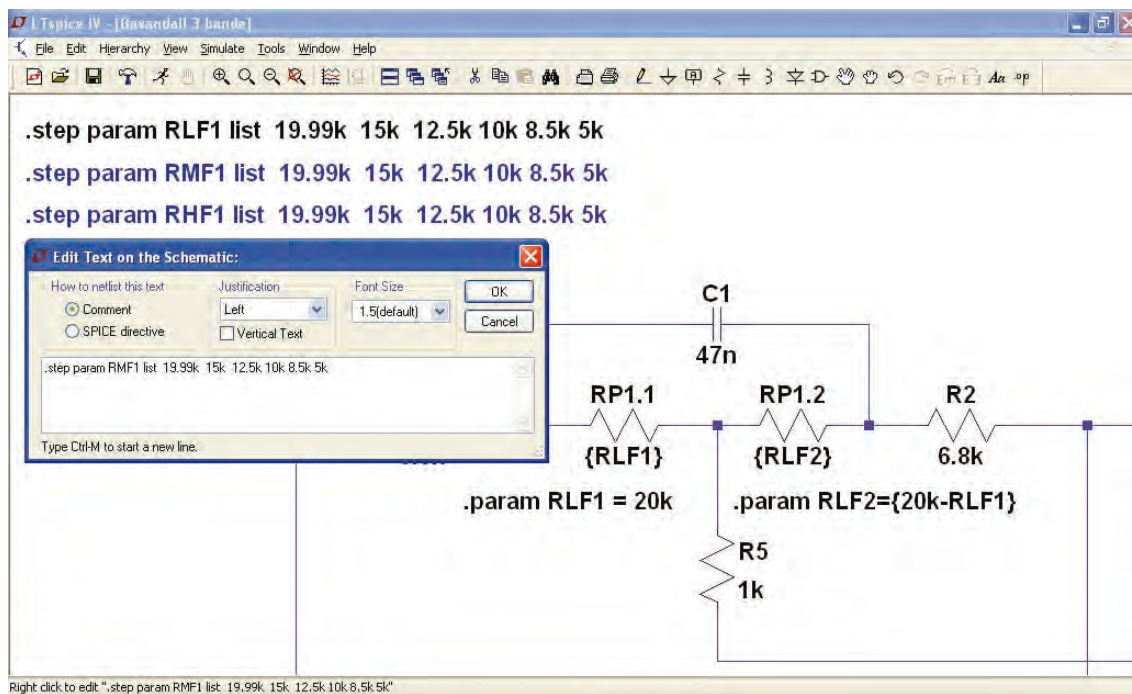 LTspice IV - [Baxandall 3 bande]
File Edit Hierarchy View Simulate Tools Window Help
Aa .op
.step param RLF1 list 19.99k 15k 12.5k 10k 8.5k 5k
.step param RMF1 list 19.99k 15k 12.5k 10k 8.5k 5k
.step param RHF1 list 19.99k 15k 12.5k 10k 8.5k 5k
Edit Text on the Schematic:
How to netlist this text
Justification
Font Size
Comment
Left
1.5(default)
OK
SPICE directive
Vertical Text
Cancel
.step param RMF1 list 19.99k 15k 12.5k 10k 8.5k 5k
Type Ctrl-M to start a new line.
C1
47n
RP1.1
RP1.2
R2
{RLF1}
{RLF2}
6.8k
.param RLF1 = 20k
.param RLF2={20k-RLF1}
R5
1k
Right click to edit ".step param RMF1 list 19.99k 15k 12.5k 10k 8.5k 5k"